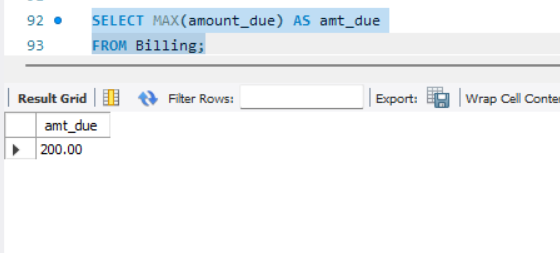 92 SELECT MAX(amount_due) AS amt_due
93 FROM Billing;
Result Grid Filter Rows: Export: Wrap Cell Conte
amt_due
200.00